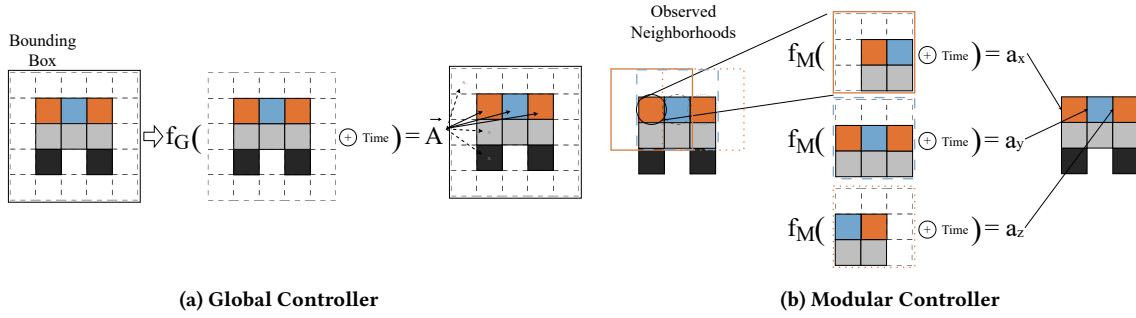 Bounding
Box
f_G( ⊕ Time ) = A⃗
(a) Global Controller
Observed
Neighborhoods
f_M( ⊕ Time ) = a_x
f_M( ⊕ Time ) = a_y
f_M( ⊕ Time ) = a_z
(b) Modular Controller